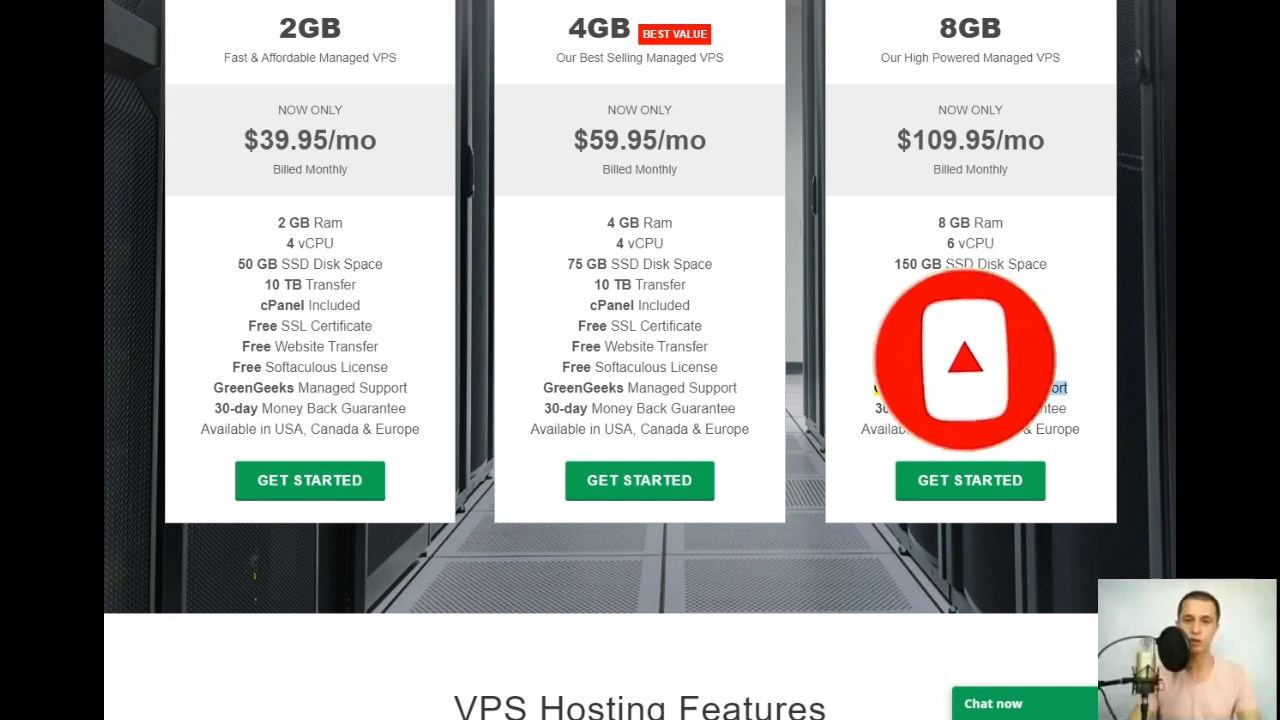 2GB
Fast & Affordable Managed VPS
NOW ONLY
$39.95/mo
Billed Monthly
2 GB Ram
4 vCPU
50 GB SSD Disk Space
10 TB Transfer
cPanel Included
Free SSL Certificate
Free Website Transfer
Free Softaculous License
GreenGeeks Managed Support
30-day Money Back Guarantee
Available in USA, Canada & Europe
GET STARTED
4GB BEST VALUE
Our Best Selling Managed VPS
NOW ONLY
$59.95/mo
Billed Monthly
4 GB Ram
4 vCPU
75 GB SSD Disk Space
10 TB Transfer
cPanel Included
Free SSL Certificate
Free Website Transfer
Free Softaculous License
GreenGeeks Managed Support
30-day Money Back Guarantee
Available in USA, Canada & Europe
GET STARTED
8GB
Our High Powered Managed VPS
NOW ONLY
$109.95/mo
Billed Monthly
8 GB Ram
6 vCPU
150 GB SSD Disk Space
& Europe
GET STARTED
VPS Hosting Features
Chat now